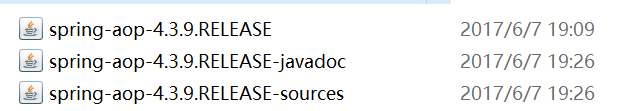 spring-aop-4.3.9.RELEASE 2017/6/7 19:09
spring-aop-4.3.9.RELEASE-javadoc 2017/6/7 19:26
spring-aop-4.3.9.RELEASE-sources 2017/6/7 19:26